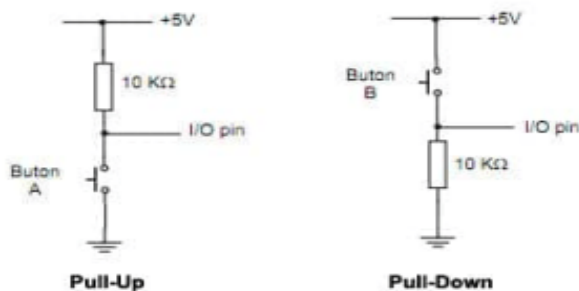 +5V
10 KΩ
I/O pin
Buton
A
Pull-Up
+5V
Buton
B
I/O pin
10 KΩ
Pull-Down